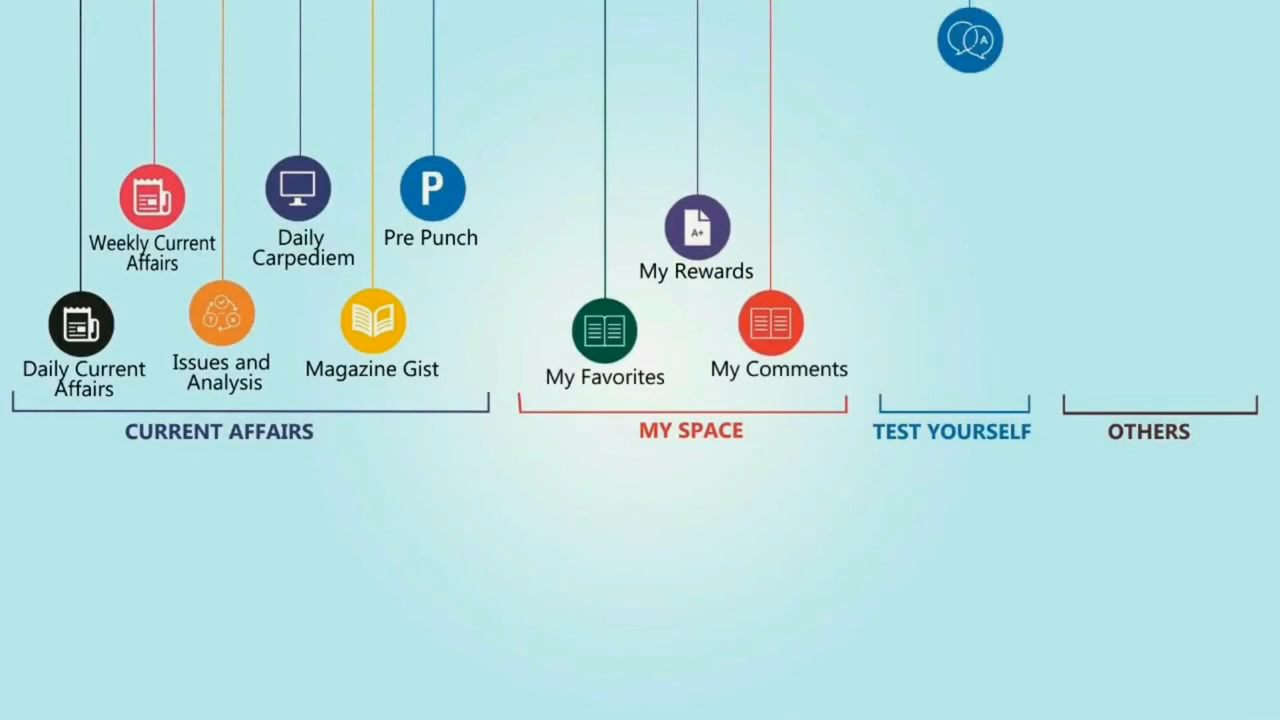 A
P
Weekly Current
Affairs
Daily
Carpediem
Pre Punch
A+
My Rewards
Daily Current
Affairs
Issues and
Analysis
Magazine Gist
My Favorites
My Comments
CURRENT AFFAIRS
MY SPACE
TEST YOURSELF
OTHERS